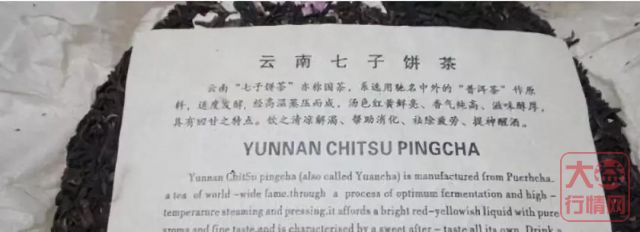 云南七子饼茶
云南“七子饼茶”亦称圆茶，系选用驰名中外的“普洱茶”作原
料，适度发酵，经高温蒸压而成，汤色红黄鲜亮、香气纯高、滋味醇厚，
具有回甘之特点。饮之清凉解渴、帮助消化、祛除疲劳、提神醒酒。
YUNNAN CHITSU PINGCHA
Yunnan ChitSu pingcha (also called Yuancha) is manufactured from Puerhcha.
a tea of world-wide fame.through a process of optimum fermentation and high-
temperature steaming and pressing.it affords a bright red-yellowish liquid with pure
aroma and fine taste.and is characterised by a sweet after-taste all its own. Drink a
大益
行情网